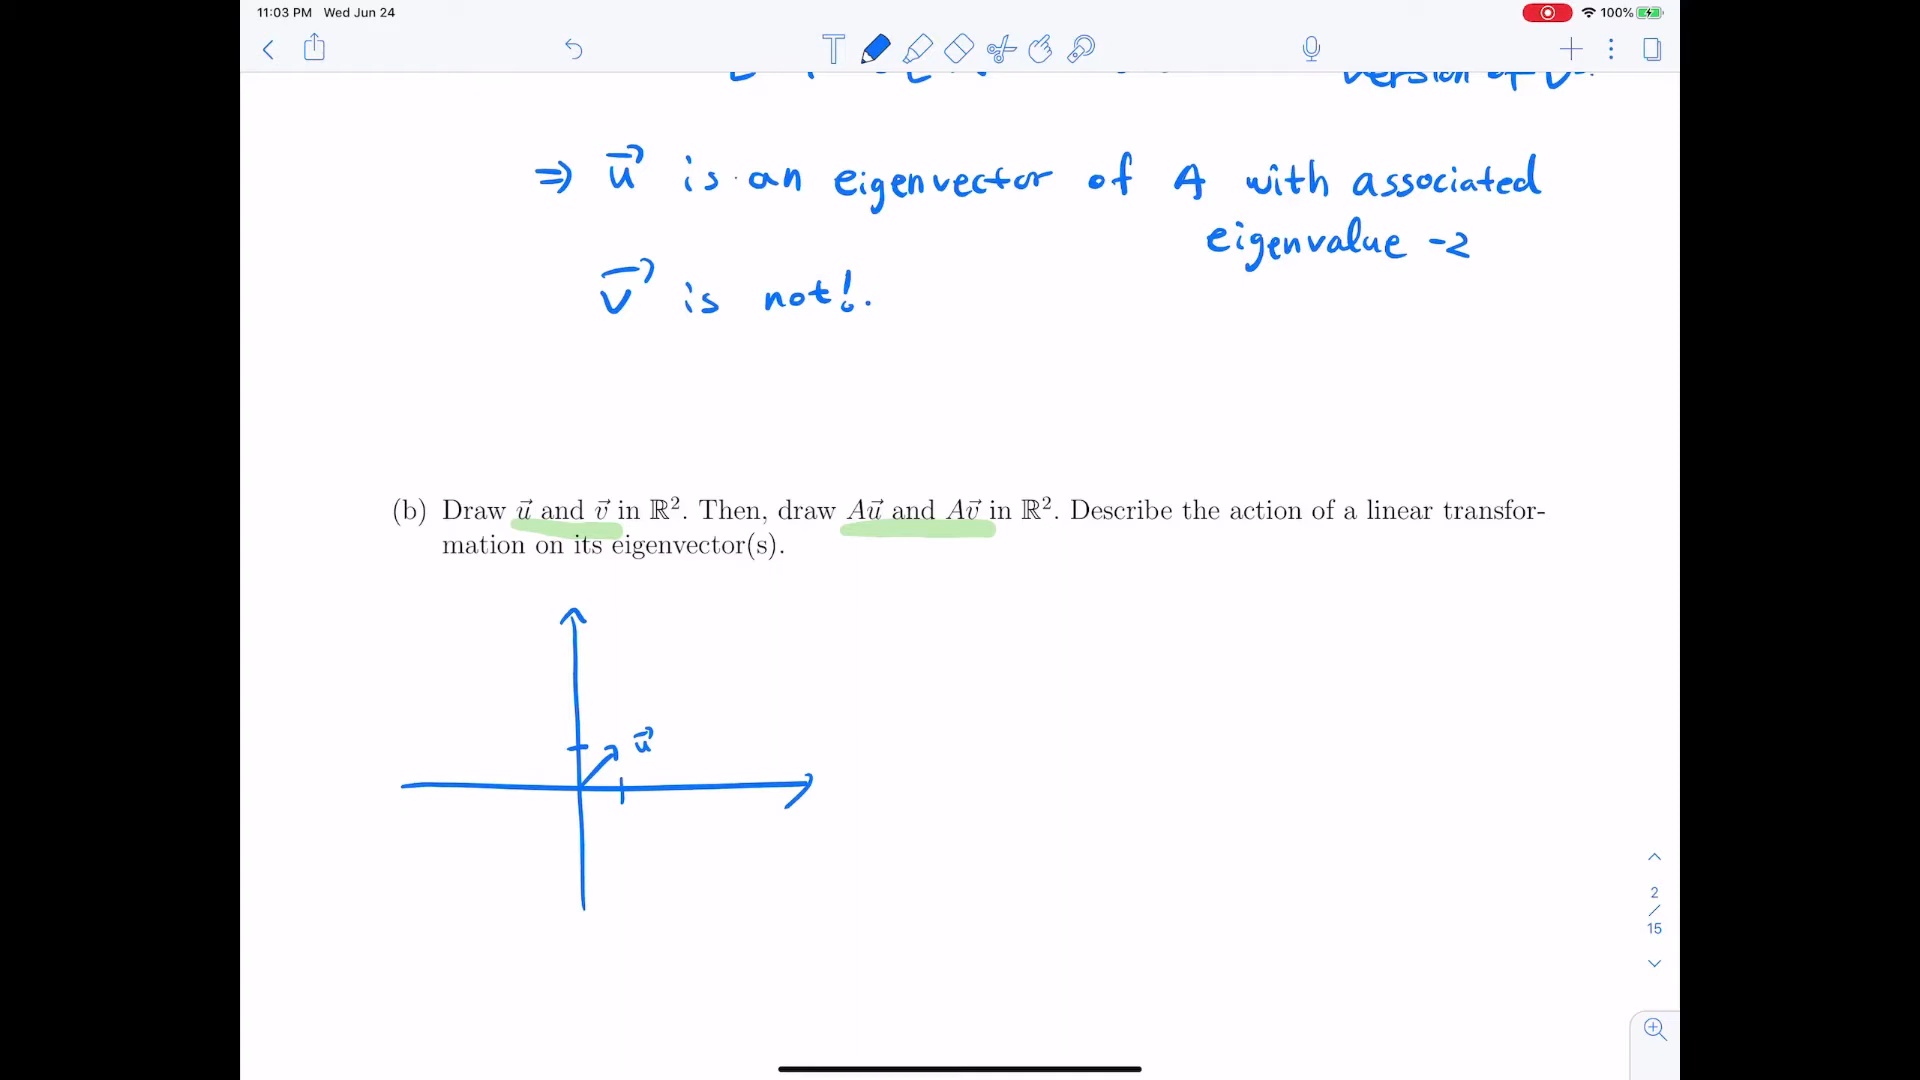 11:03 PM Wed Jun 24
100%
T
version of v
⇒ u⃗ is an eigenvector of A with associated
eigenvalue -2
v⃗ is not!.
(b) Draw u⃗ and v⃗ in ℝ². Then, draw Au⃗ and Av⃗ in ℝ². Describe the action of a linear transfor-
mation on its eigenvector(s).
u⃗
2
/
15